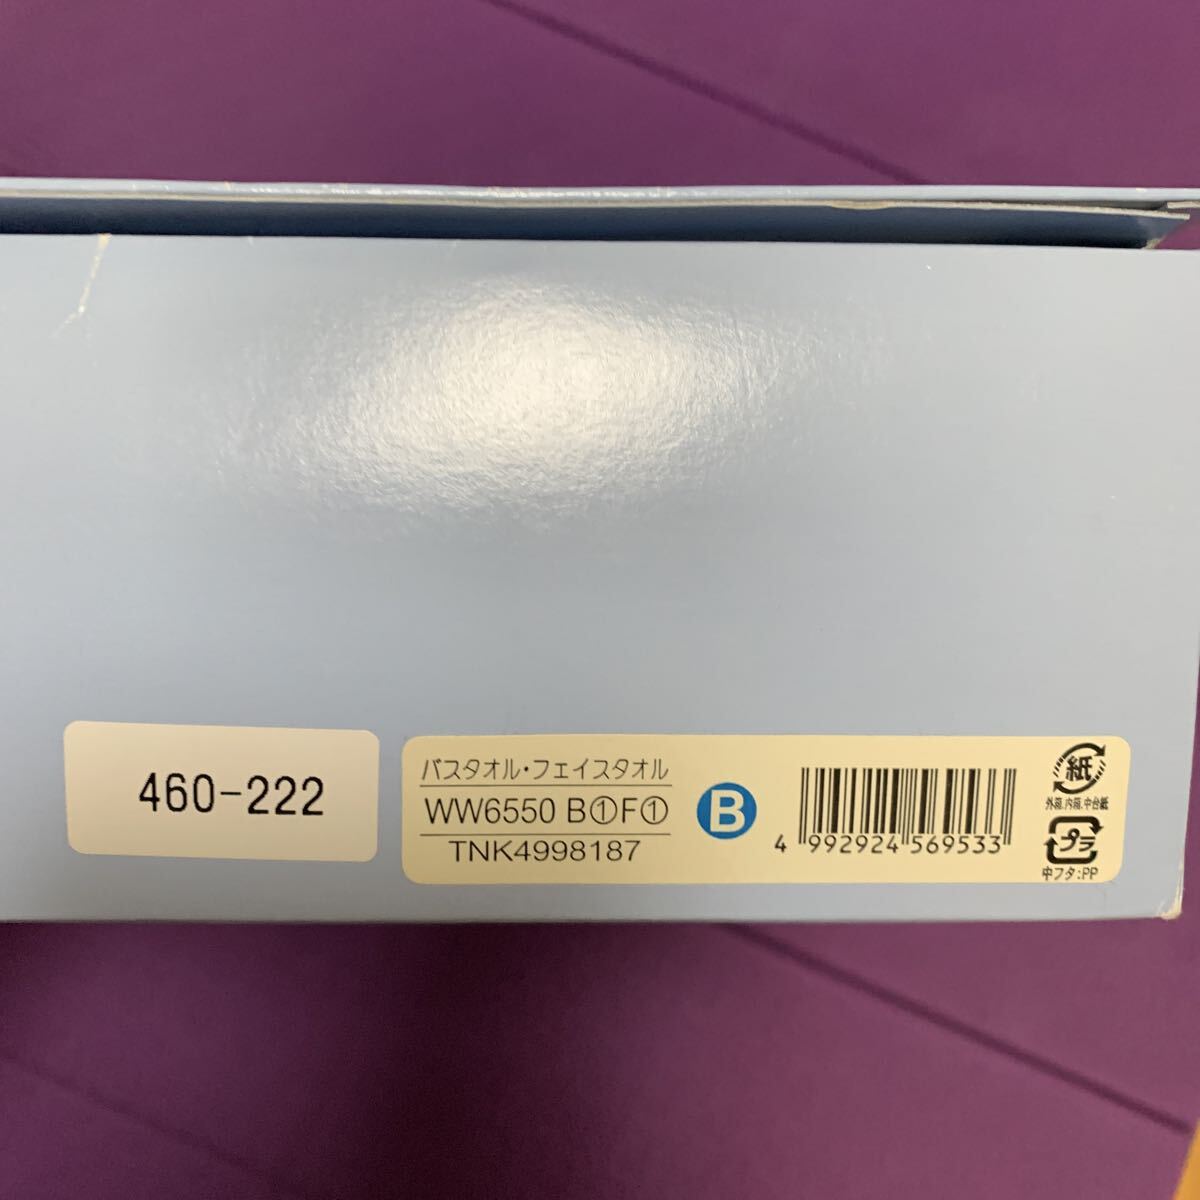 460-222
バスタオル・フェイスタオル
WW6550 B①F①
TNK4998187
B
4 992924 569533
紙
外箱.内箱.中台紙
プラ
中フタ:PP